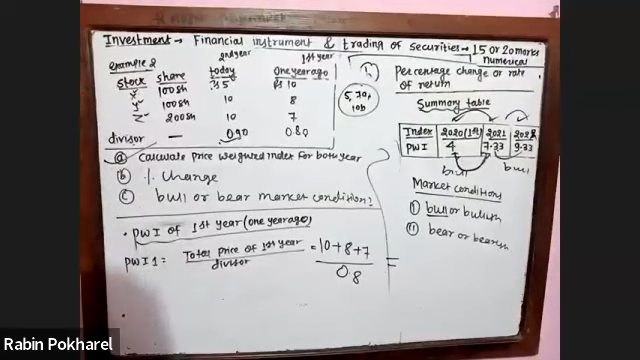 Investment → Financial instrument & trading of securities → 15 or 20 marks
numerical
example 2
2nd year 1st year
stock share today One year ago
X 100sh Rs 5 Rs 10
Y 100sh 10 8
Z 200sh 10 7
divisor — 0.90 0.80
(a) Calculate price weighted index for both year
(b) % change
(c) bull or bear market condition?
• PWI of 1st year (one year ago)
PWI 1 = Total price of 1st year / divisor = 10+8+7 / 0.8 =
5, 10, 10b
Percentage change or rate of return
Summary table
Index 2020(1st) 2021
PWI 4 7.33 9.33
bull bull
Market conditions
(i) bull or bullish
(ii) bear or bearish
Rabin Pokharel